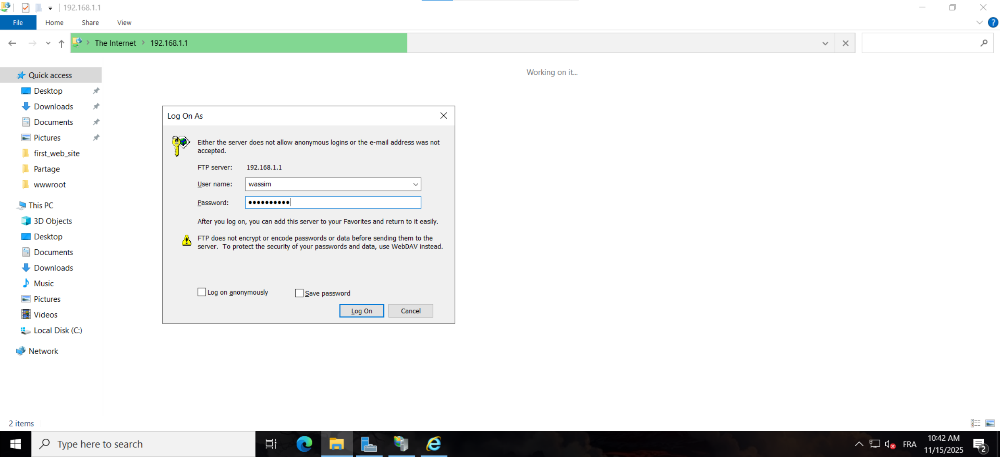 192.168.1.1
File Home Share View
The Internet 192.168.1.1
Working on it...
Quick access
Desktop
Downloads
Documents
Pictures
first_web_site
Partage
wwwroot
This PC
3D Objects
Desktop
Documents
Downloads
Music
Pictures
Videos
Local Disk (C:)
Network
Log On As
Either the server does not allow anonymous logins or the e-mail address was not
accepted.
FTP server: 192.168.1.1
User name: wassim
Password: ●●●●●●●●●●
After you log on, you can add this server to your Favorites and return to it easily.
FTP does not encrypt or encode passwords or data before sending them to the
server. To protect the security of your passwords and data, use WebDAV instead.
Log on anonymously Save password
Log On Cancel
2 items
Type here to search
FRA
10:42 AM
11/15/2025
2